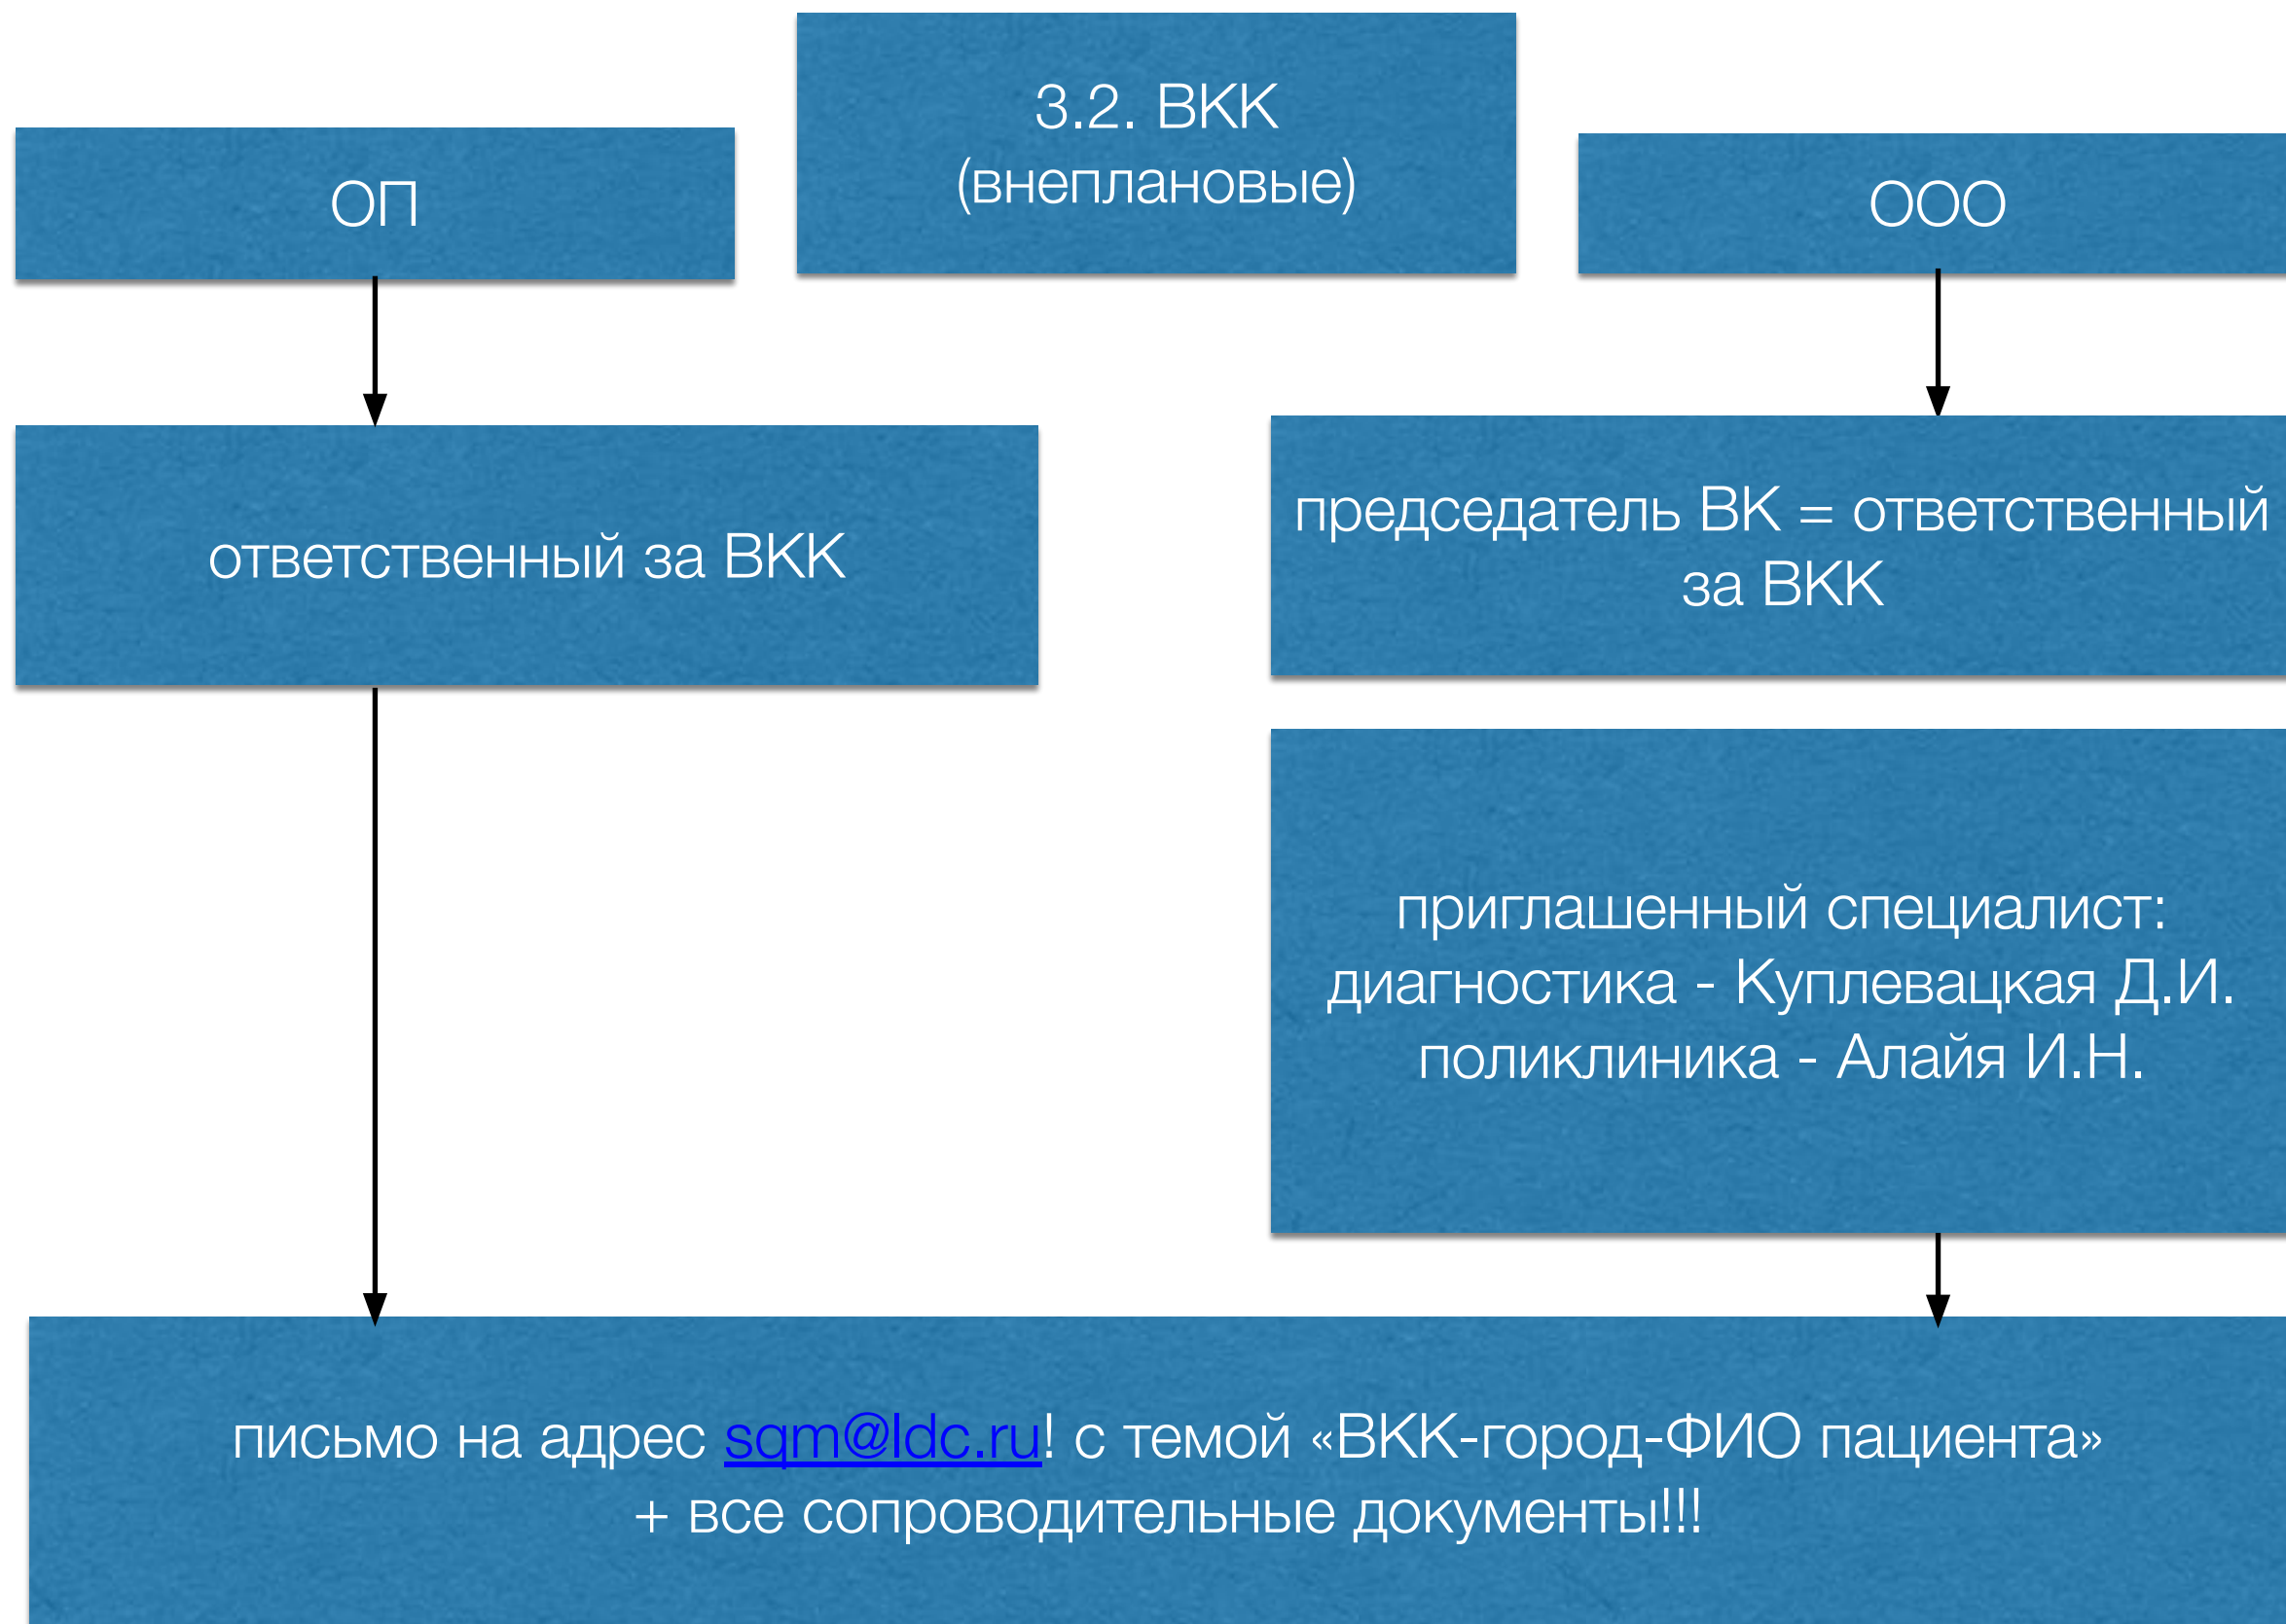 3.2. ВКК
(внеплановые)
ОП
ООО
ответственный за ВКК
председатель ВК = ответственный
за ВКК
приглашенный специалист:
диагностика - Куплевацкая Д.И.
поликлиника - Алайя И.Н.
письмо на адрес sqm@ldc.ru! с темой «ВКК-город-ФИО пациента»
+ все сопроводительные документы!!!